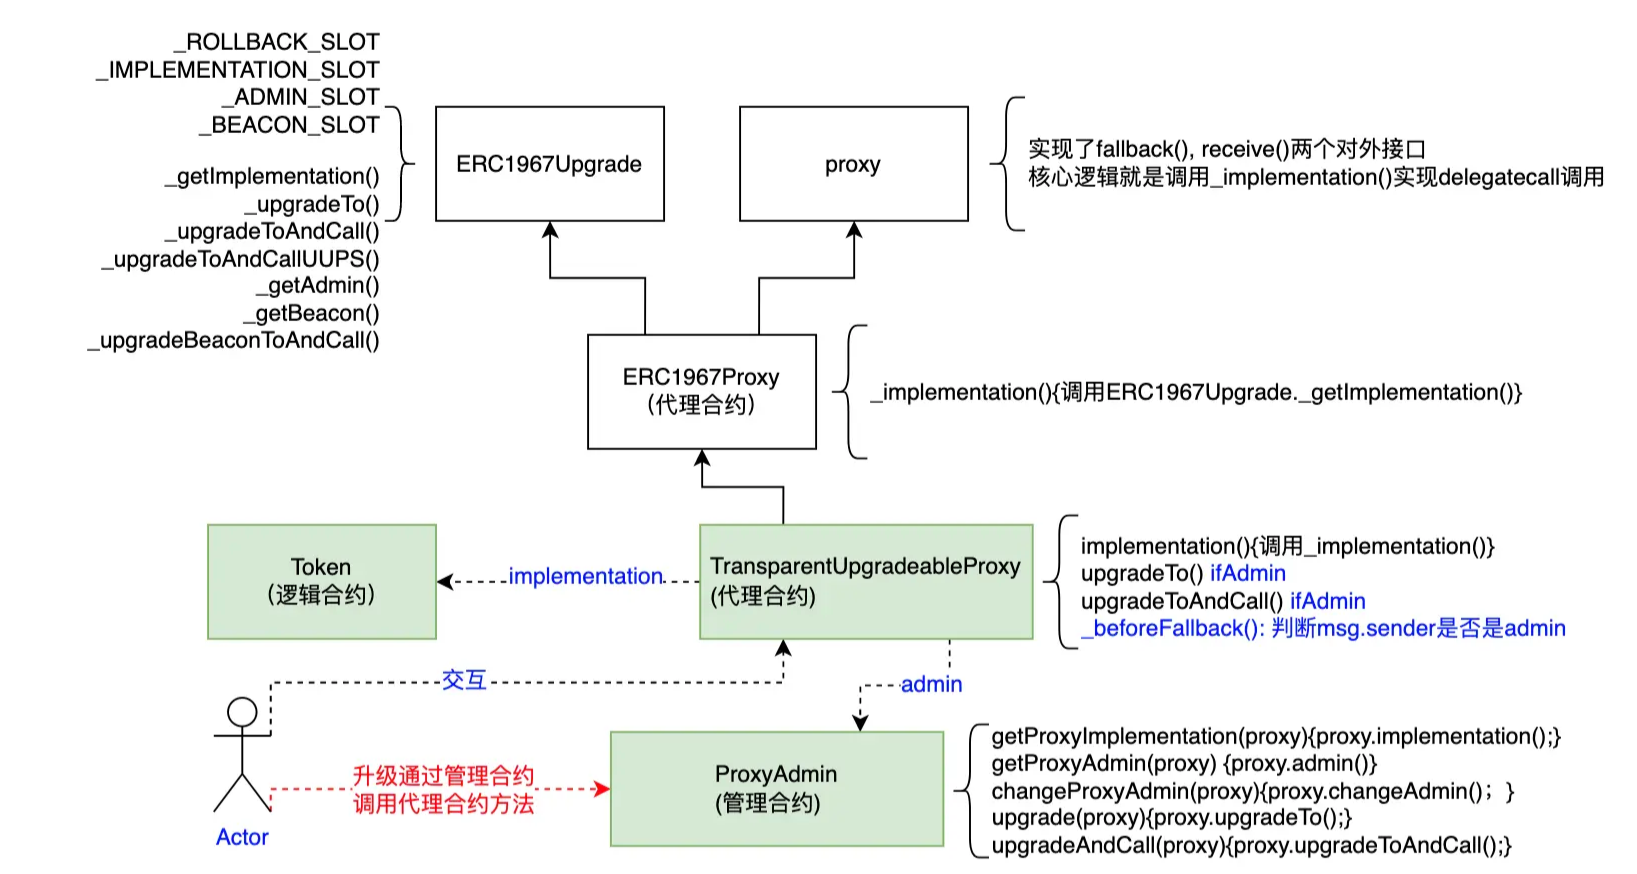 _ROLLBACK_SLOT
_IMPLEMENTATION_SLOT
_ADMIN_SLOT
_BEACON_SLOT
_getImplementation()
_upgradeTo()
_upgradeToAndCall()
_upgradeToAndCallUUPS()
_getAdmin()
_getBeacon()
_upgradeBeaconToAndCall()
ERC1967Upgrade
proxy
实现了fallback(), receive()两个对外接口
核心逻辑就是调用_implementation()实现delegatecall调用
ERC1967Proxy
（代理合约）
_implementation(){调用ERC1967Upgrade._getImplementation()}
Token
（逻辑合约）
implementation
TransparentUpgradeableProxy
(代理合约)
implementation(){调用_implementation()}
upgradeTo() ifAdmin
upgradeToAndCall() ifAdmin
_beforeFallback(): 判断msg.sender是否是admin
交互
admin
升级通过管理合约
调用代理合约方法
Actor
ProxyAdmin
(管理合约)
getProxyImplementation(proxy){proxy.implementation();}
getProxyAdmin(proxy) {proxy.admin()}
changeProxyAdmin(proxy){proxy.changeAdmin()；}
upgrade(proxy){proxy.upgradeTo();}
upgradeAndCall(proxy){proxy.upgradeToAndCall();}